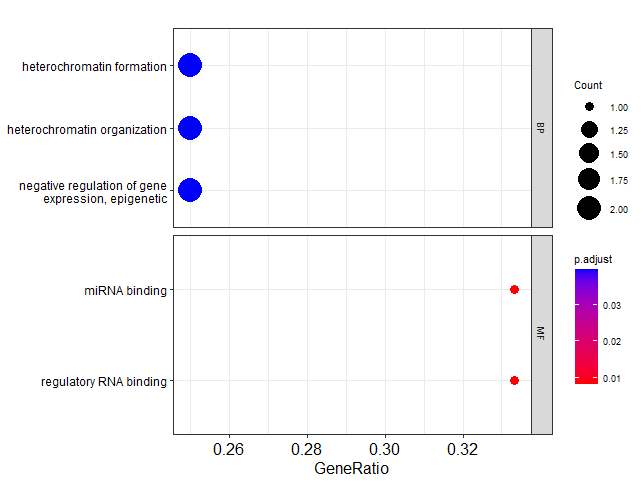 heterochromatin formation
heterochromatin organization
negative regulation of gene
expression, epigenetic
BP
miRNA binding
regulatory RNA binding
MF
0.26 0.28 0.30 0.32
GeneRatio
Count
1.00
1.25
1.50
1.75
2.00
p.adjust
0.03
0.02
0.01